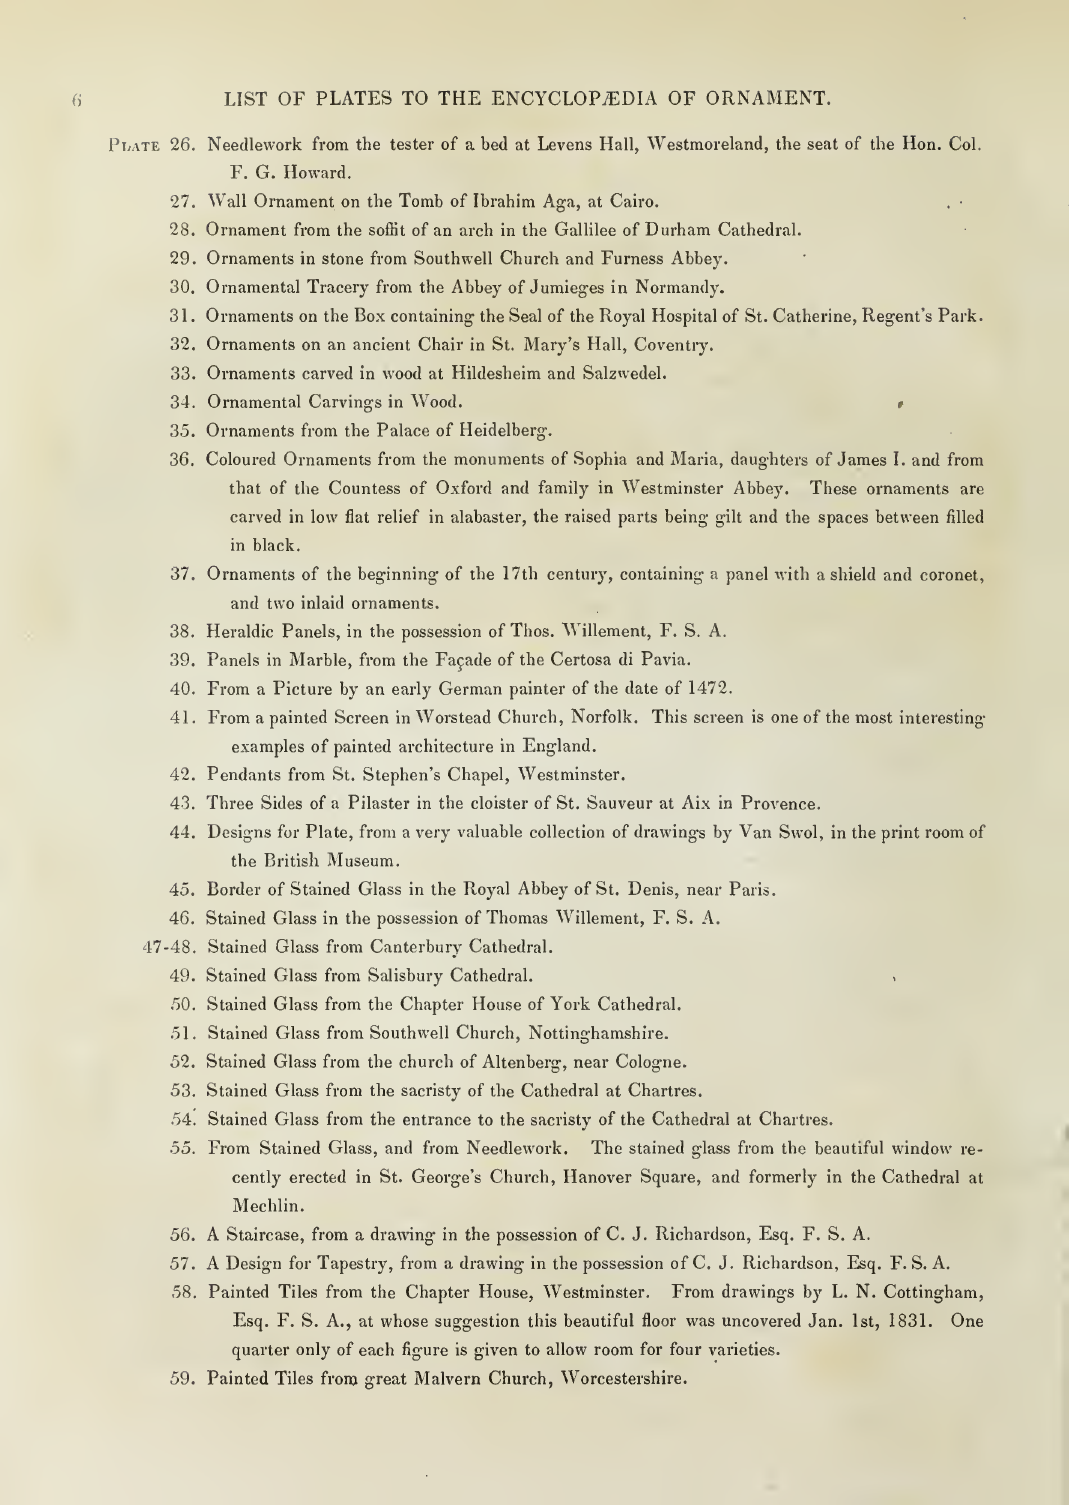 6
LIST OF PLATES TO THE ENCYCLOPÆDIA OF ORNAMENT.
PLATE 26. Needlework from the tester of a bed at Levens Hall, Westmoreland, the seat of the Hon. Col.
F. G. Howard.
27. Wall Ornament on the Tomb of Ibrahim Aga, at Cairo.
28. Ornament from the soffit of an arch in the Gallilee of Durham Cathedral.
29. Ornaments in stone from Southwell Church and Furness Abbey.
30. Ornamental Tracery from the Abbey of Jumieges in Normandy.
31. Ornaments on the Box containing the Seal of the Royal Hospital of St. Catherine, Regent's Park.
32. Ornaments on an ancient Chair in St. Mary's Hall, Coventry.
33. Ornaments carved in wood at Hildesheim and Salzwedel.
34. Ornamental Carvings in Wood.
35. Ornaments from the Palace of Heidelberg.
36. Coloured Ornaments from the monuments of Sophia and Maria, daughters of James I. and from
that of the Countess of Oxford and family in Westminster Abbey. These ornaments are
carved in low flat relief in alabaster, the raised parts being gilt and the spaces between filled
in black.
37. Ornaments of the beginning of the 17th century, containing a panel with a shield and coronet,
and two inlaid ornaments.
38. Heraldic Panels, in the possession of Thos. Willement, F. S. A.
39. Panels in Marble, from the Façade of the Certosa di Pavia.
40. From a Picture by an early German painter of the date of 1472.
41. From a painted Screen in Worstead Church, Norfolk. This screen is one of the most interesting
examples of painted architecture in England.
42. Pendants from St. Stephen's Chapel, Westminster.
43. Three Sides of a Pilaster in the cloister of St. Sauveur at Aix in Provence.
44. Designs for Plate, from a very valuable collection of drawings by Van Swol, in the print room of
the British Museum.
45. Border of Stained Glass in the Royal Abbey of St. Denis, near Paris.
46. Stained Glass in the possession of Thomas Willement, F. S. A.
47-48. Stained Glass from Canterbury Cathedral.
49. Stained Glass from Salisbury Cathedral.
50. Stained Glass from the Chapter House of York Cathedral.
51. Stained Glass from Southwell Church, Nottinghamshire.
52. Stained Glass from the church of Altenberg, near Cologne.
53. Stained Glass from the sacristy of the Cathedral at Chartres.
54. Stained Glass from the entrance to the sacristy of the Cathedral at Chartres.
55. From Stained Glass, and from Needlework. The stained glass from the beautiful window re-
cently erected in St. George's Church, Hanover Square, and formerly in the Cathedral at
Mechlin.
56. A Staircase, from a drawing in the possession of C. J. Richardson, Esq. F. S. A.
57. A Design for Tapestry, from a drawing in the possession of C. J. Richardson, Esq. F. S. A.
58. Painted Tiles from the Chapter House, Westminster. From drawings by L. N. Cottingham,
Esq. F. S. A., at whose suggestion this beautiful floor was uncovered Jan. 1st, 1831. One
quarter only of each figure is given to allow room for four varieties.
59. Painted Tiles from great Malvern Church, Worcestershire.